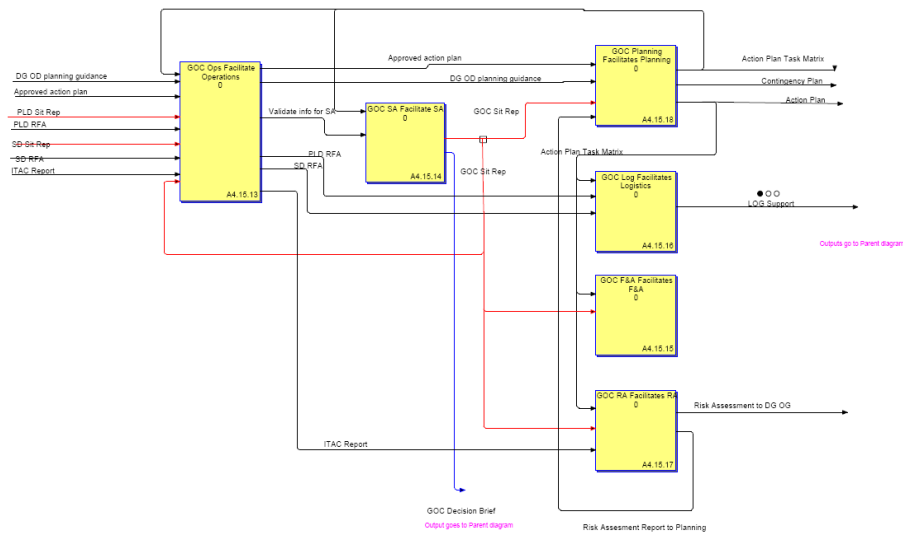 GOC Ops Facilitate
Operations
0
A4.15.13
DG OD planning guidance
Approved action plan
PLD Sit Rep
PLD RFA
SD Sit Rep
SD RFA
ITAC Report
Approved action plan
DG OD planning guidance
Validate info for SA
GOC SA Facilitate SA
0
A4.15.14
PLD RFA
SD RFA
GOC Sit Rep
GOC Sit Rep
GOC Planning
Facilitates Planning
0
A4.15.18
Action Plan Task Matrix
Contingency Plan
Action Plan
Action Plan Task Matrix
GOC Log Facilitates
Logistics
0
A4.15.16
LOG Support
Outputs go to Parent diagram
GOC F&A Facilitates
F&A
0
A4.15.15
GOC RA Facilitates RA
0
A4.15.17
Risk Assessment to DG OG
ITAC Report
GOC Decision Brief
Output goes to Parent diagram
Risk Assesment Report to Planning